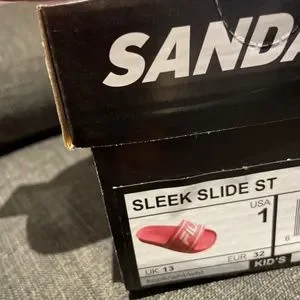 SANDA
SLEEK SLIDE ST
USA
1
UK 13
EUR 32
KID'S